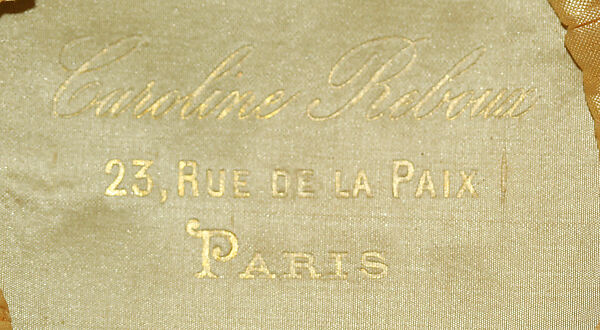 Caroline Reboux
23, RUE DE LA PAIX
PARIS